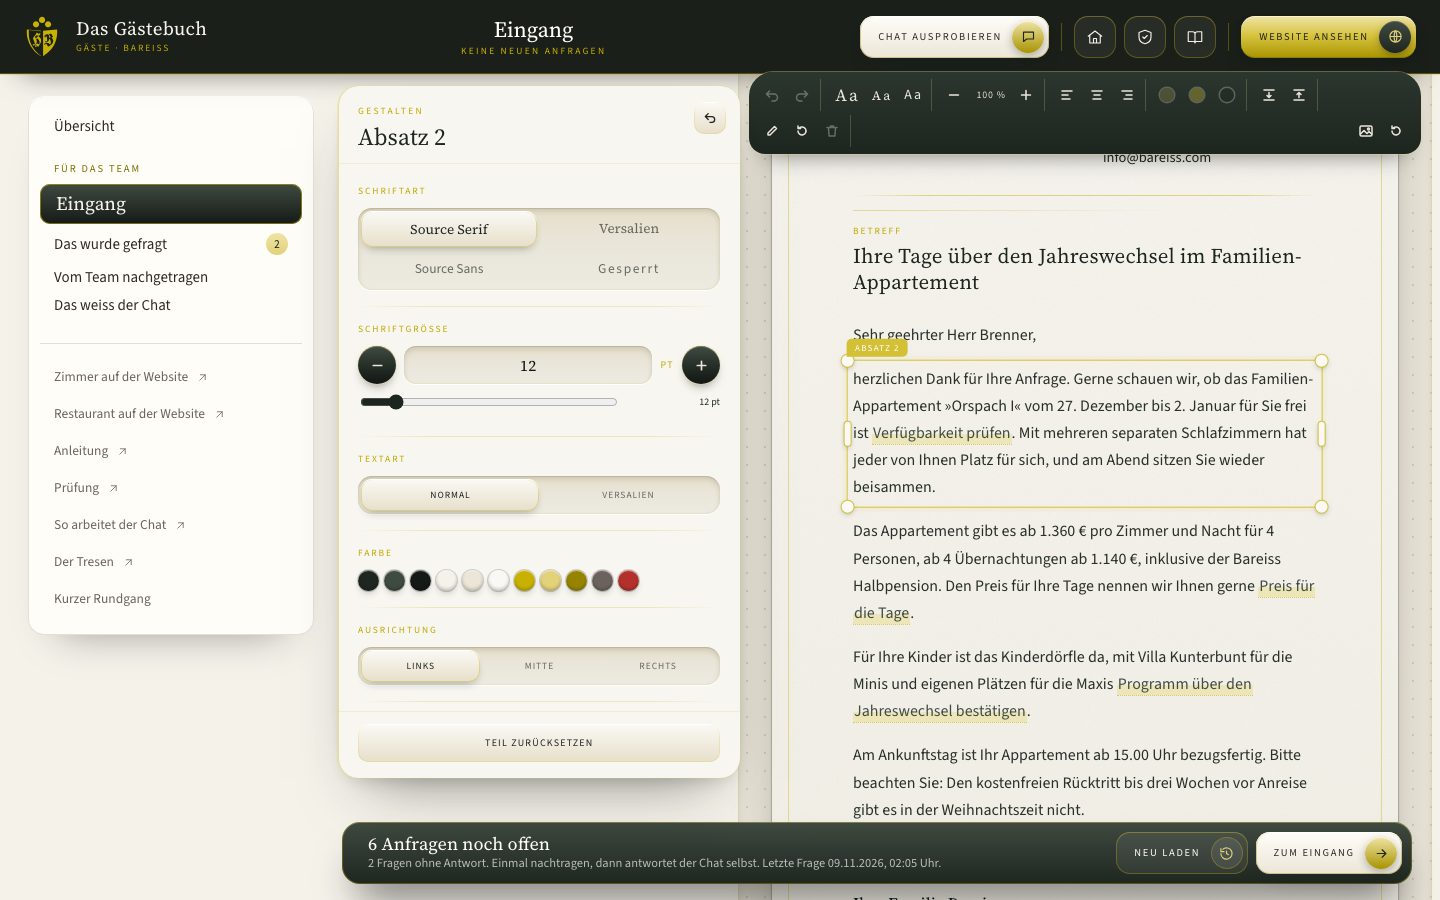 Das Gästebuch
GÄSTE · BAREISS
Eingang
KEINE NEUEN ANFRAGEN
CHAT AUSPROBIEREN
WEBSITE ANSEHEN
Übersicht
FÜR DAS TEAM
Eingang
Das wurde gefragt
2
Vom Team nachgetragen
Das weiss der Chat
Zimmer auf der Website
Restaurant auf der Website
Anleitung
Prüfung
So arbeitet der Chat
Der Tresen
Kurzer Rundgang
GESTALTEN
Absatz 2
SCHRIFTART
Source Serif
Versalien
Source Sans
Gesperrt
SCHRIFTGRÖSSE
12
PT
12 pt
TEXTART
NORMAL
VERSALIEN
FARBE
AUSRICHTUNG
LINKS
MITTE
RECHTS
TEIL ZURÜCKSETZEN
Aa
Aa
Aa
100 %
info@bareiss.com
BETREFF
Ihre Tage über den Jahreswechsel im Familien-
Appartement
Sehr geehrter Herr Brenner,
ABSATZ 2
herzlichen Dank für Ihre Anfrage. Gerne schauen wir, ob das Familien-
Appartement »Orspach I« vom 27. Dezember bis 2. Januar für Sie frei
ist Verfügbarkeit prüfen. Mit mehreren separaten Schlafzimmern hat
jeder von Ihnen Platz für sich, und am Abend sitzen Sie wieder
beisammen.
Das Appartement gibt es ab 1.360 € pro Zimmer und Nacht für 4
Personen, ab 4 Übernachtungen ab 1.140 €, inklusive der Bareiss
Halbpension. Den Preis für Ihre Tage nennen wir Ihnen gerne Preis für
die Tage.
Für Ihre Kinder ist das Kinderdörfle da, mit Villa Kunterbunt für die
Minis und eigenen Plätzen für die Maxis Programm über den
Jahreswechsel bestätigen.
Am Ankunftstag ist Ihr Appartement ab 15.00 Uhr bezugsfertig. Bitte
beachten Sie: Den kostenfreien Rücktritt bis drei Wochen vor Anreise
gibt es in der Weihnachtszeit nicht.
6 Anfragen noch offen
2 Fragen ohne Antwort. Einmal nachtragen, dann antwortet der Chat selbst. Letzte Frage 09.11.2026, 02:05 Uhr.
NEU LADEN
ZUM EINGANG